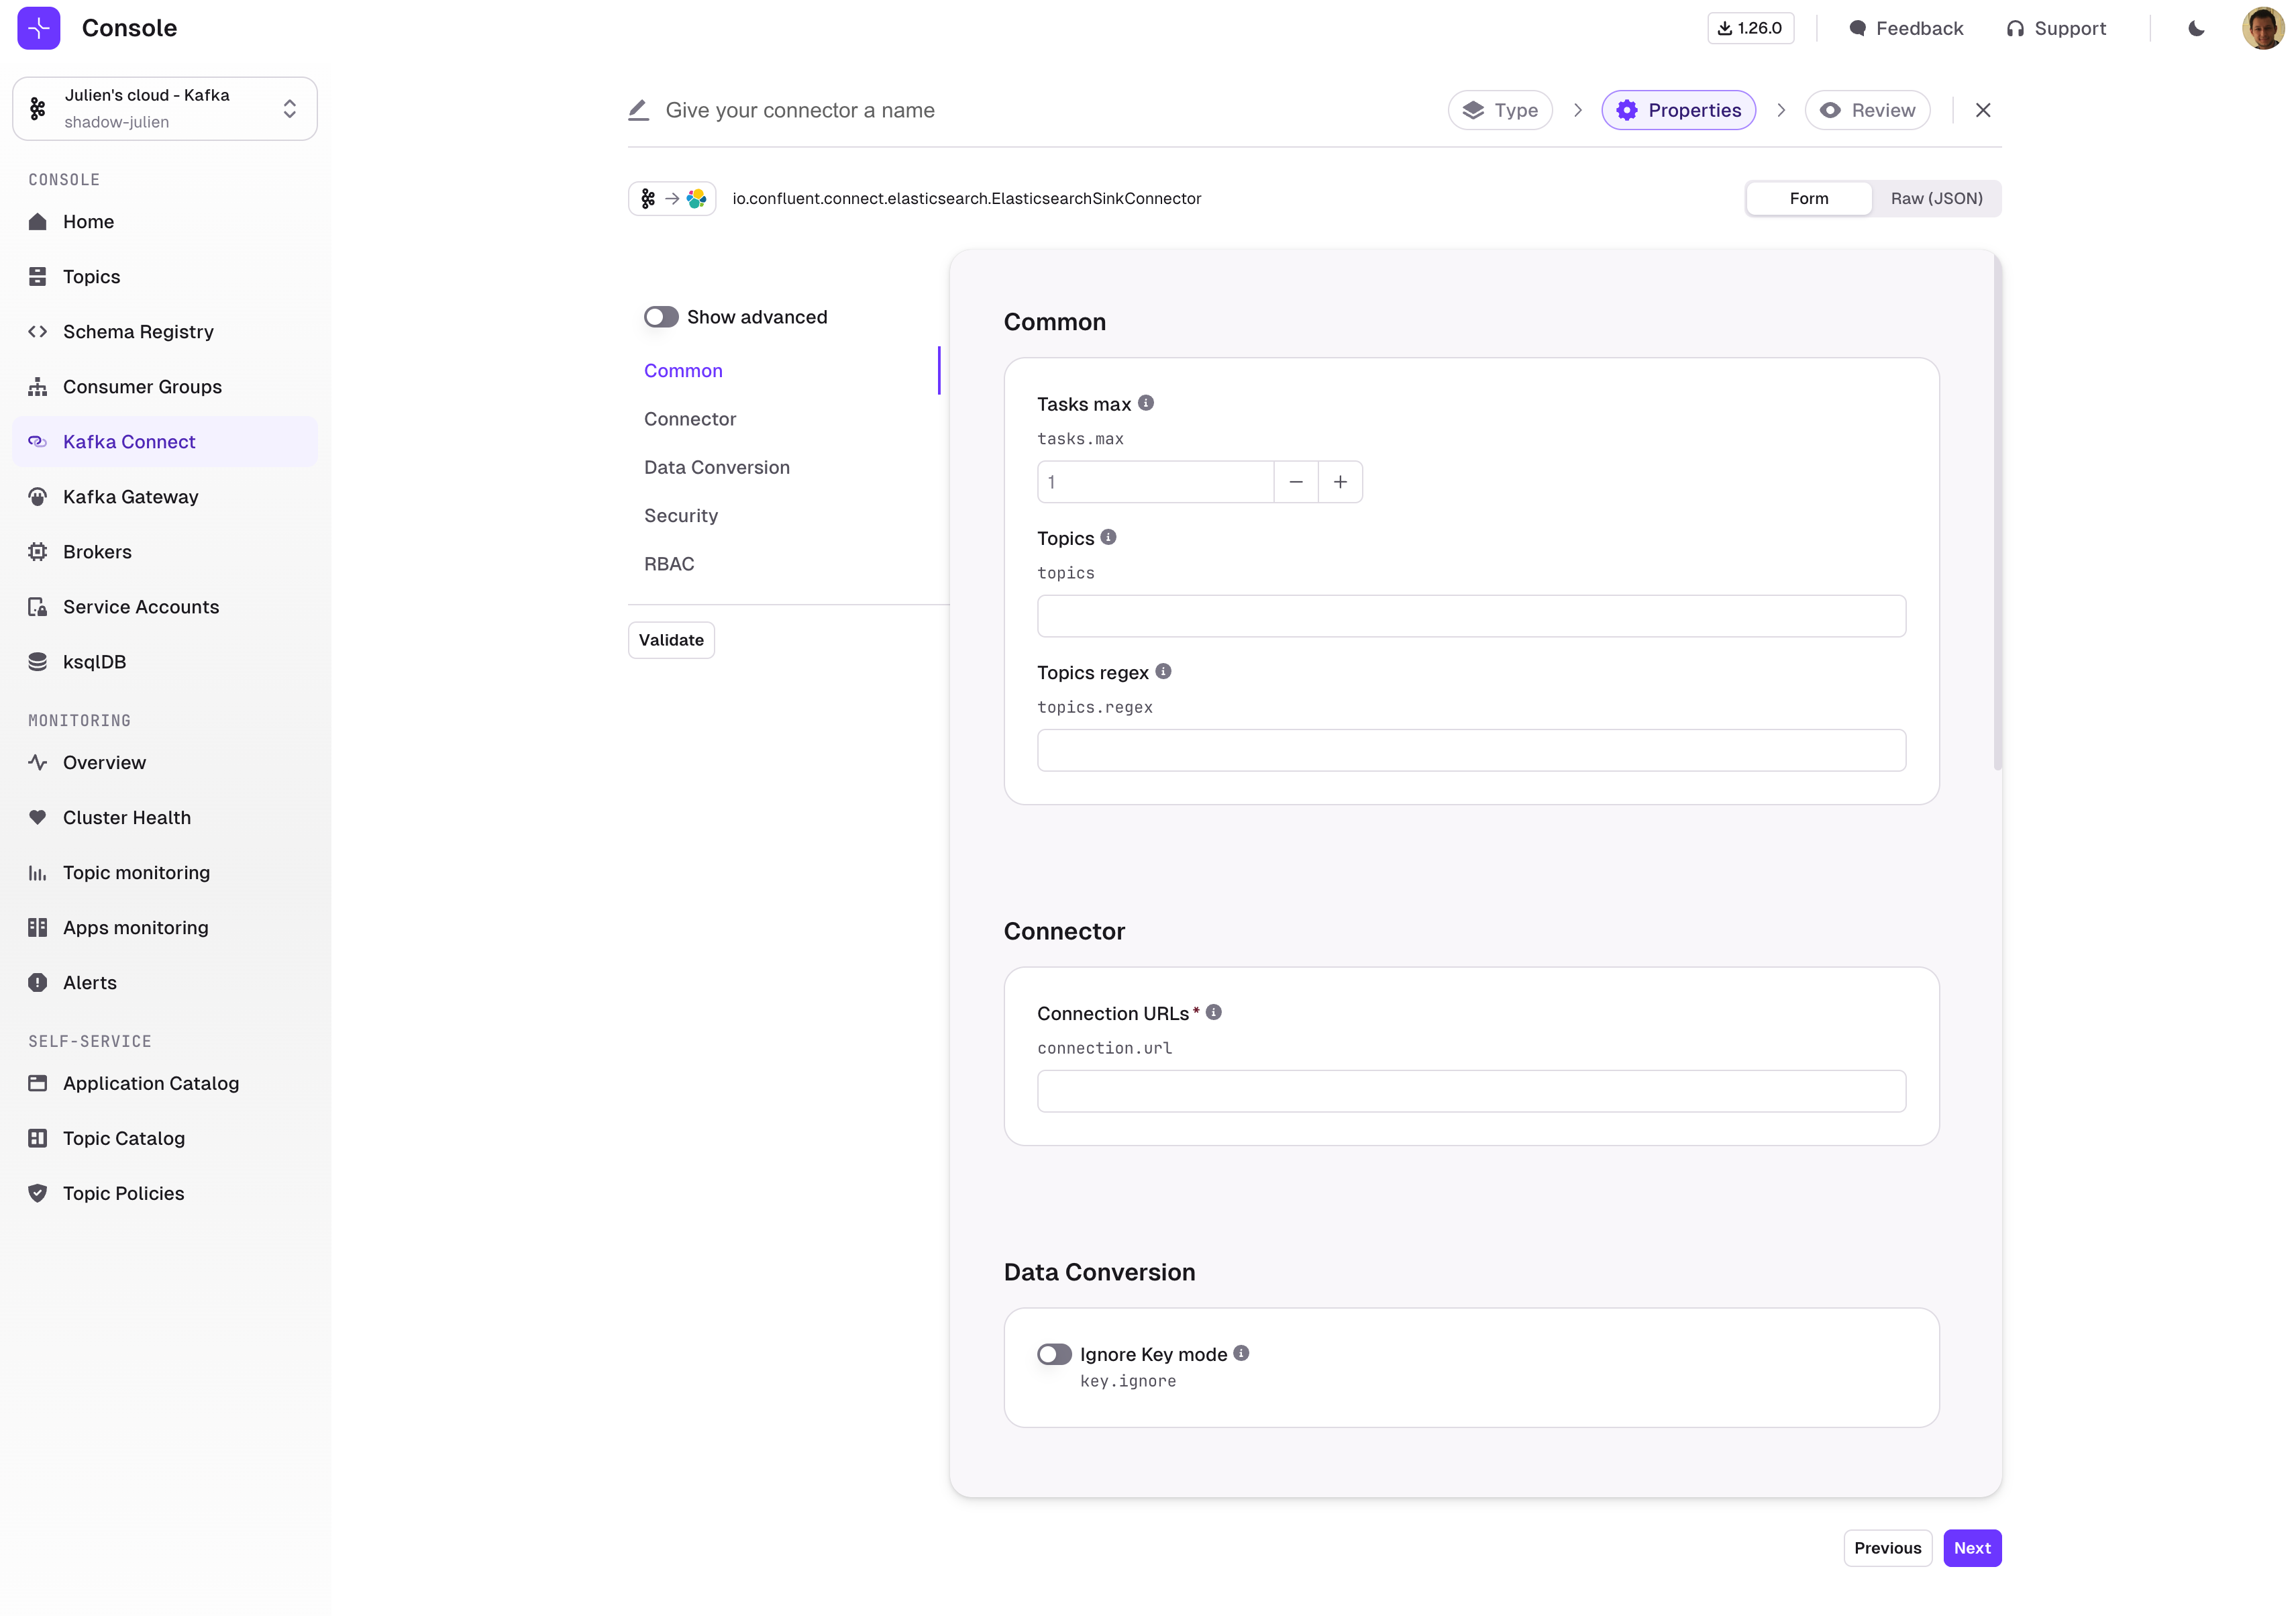 Console
1.26.0
Feedback
Support
Julien's cloud - Kafka
shadow-julien
CONSOLE
Home
Topics
Schema Registry
Consumer Groups
Kafka Connect
Kafka Gateway
Brokers
Service Accounts
ksqlDB
MONITORING
Overview
Cluster Health
Topic monitoring
Apps monitoring
Alerts
SELF-SERVICE
Application Catalog
Topic Catalog
Topic Policies
Give your connector a name
Type
Properties
Review
io.confluent.connect.elasticsearch.ElasticsearchSinkConnector
Form
Raw (JSON)
Show advanced
Common
Connector
Data Conversion
Security
RBAC
Validate
Common
Tasks max
tasks.max
1
Topics
topics
Topics regex
topics.regex
Connector
Connection URLs*
connection.url
Data Conversion
Ignore Key mode
key.ignore
Previous
Next